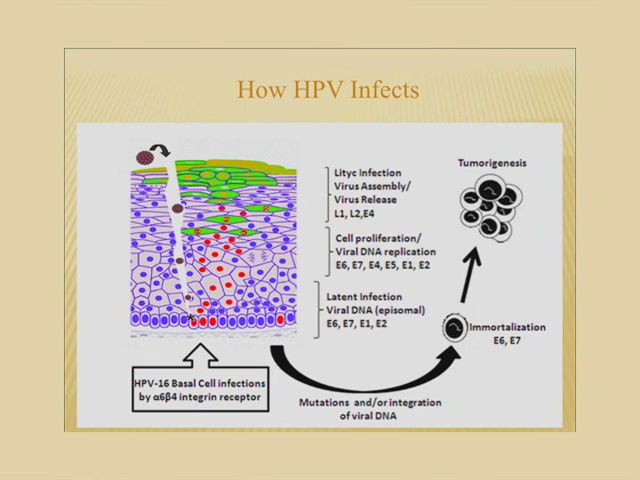 How HPV Infects
Lityc Infection
Virus Assembly/
Virus Release
L1, L2,E4
Cell proliferation/
Viral DNA replication
E6, E7, E4, E5, E1, E2
Latent Infection
Viral DNA (episomal)
E6, E7, E1, E2
Tumorigenesis
Immortalization
E6, E7
HPV-16 Basal Cell infections
by α6β4 integrin receptor
Mutations and/or integration
of viral DNA